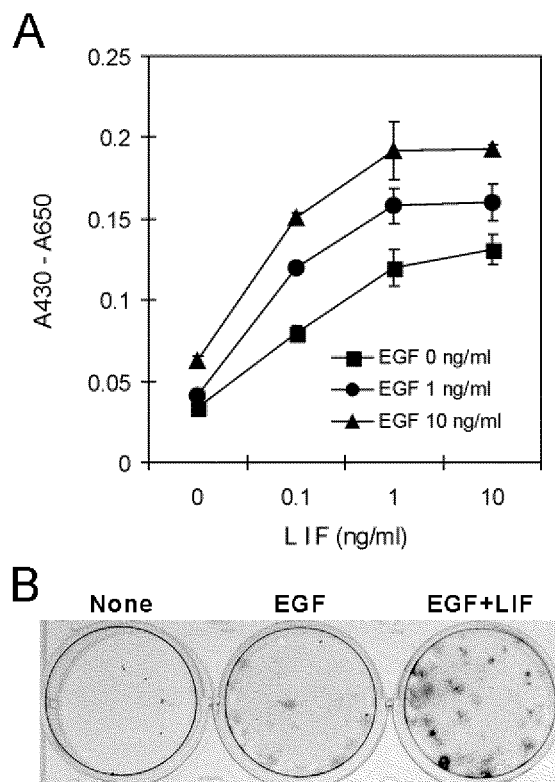 A
0.25
0.2
0.15
0.1
0.05
0
A430 - A650
EGF 0 ng/ml
EGF 1 ng/ml
EGF 10 ng/ml
0 0.1 1 10
LIF (ng/ml)
B
None EGF EGF+LIF